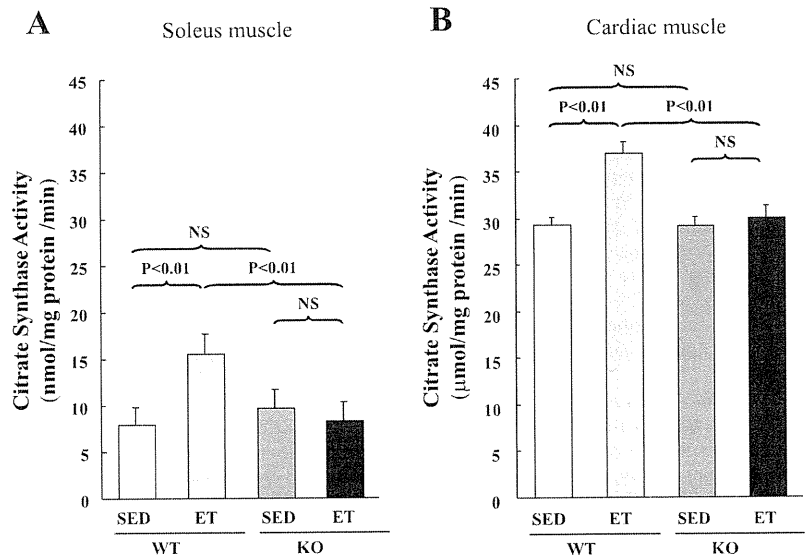 A
Soleus muscle
Citrate Synthase Activity
(nmol/mg protein /min)
45
40
35
30
25
20
15
10
5
0
NS
P<0.01
P<0.01
NS
SED
ET
SED
ET
WT
KO
B
Cardiac muscle
Citrate Synthase Activity
(μmol/mg protein /min)
45
40
35
30
25
20
15
10
5
0
NS
P<0.01
P<0.01
NS
SED
ET
SED
ET
WT
KO